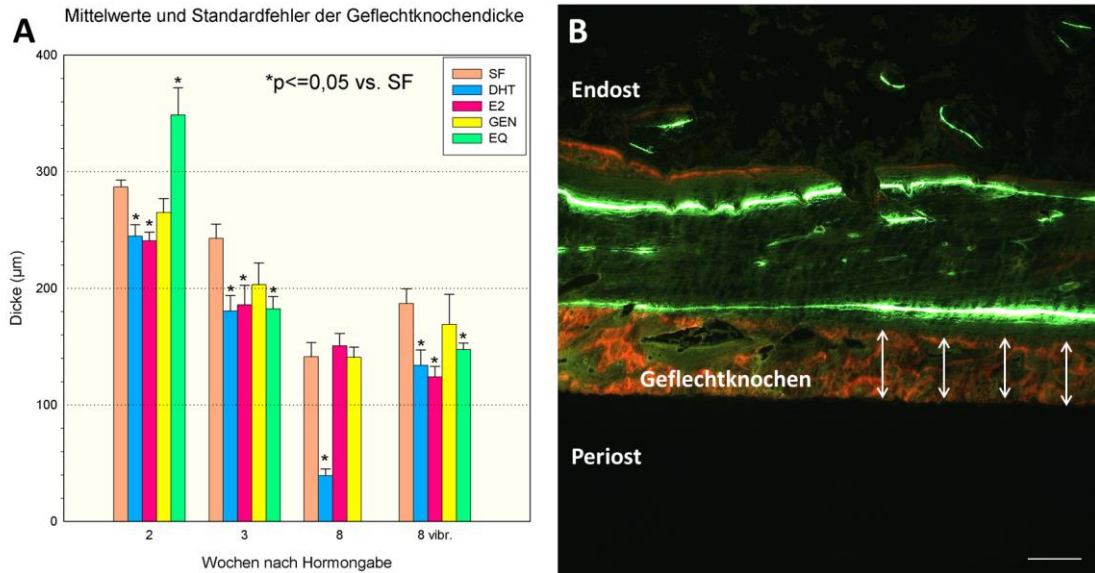 Mittelwerte und Standardfehler der Geflechtknochendicke
A
400
300
200
100
0
Dicke (µm)
*p<=0,05 vs. SF
SF
DHT
E2
GEN
EQ
* * *
* * *
*
* * *
2 3 8 8 vibr.
Wochen nach Hormongabe
B
Endost
Geflechtknochen
Periost